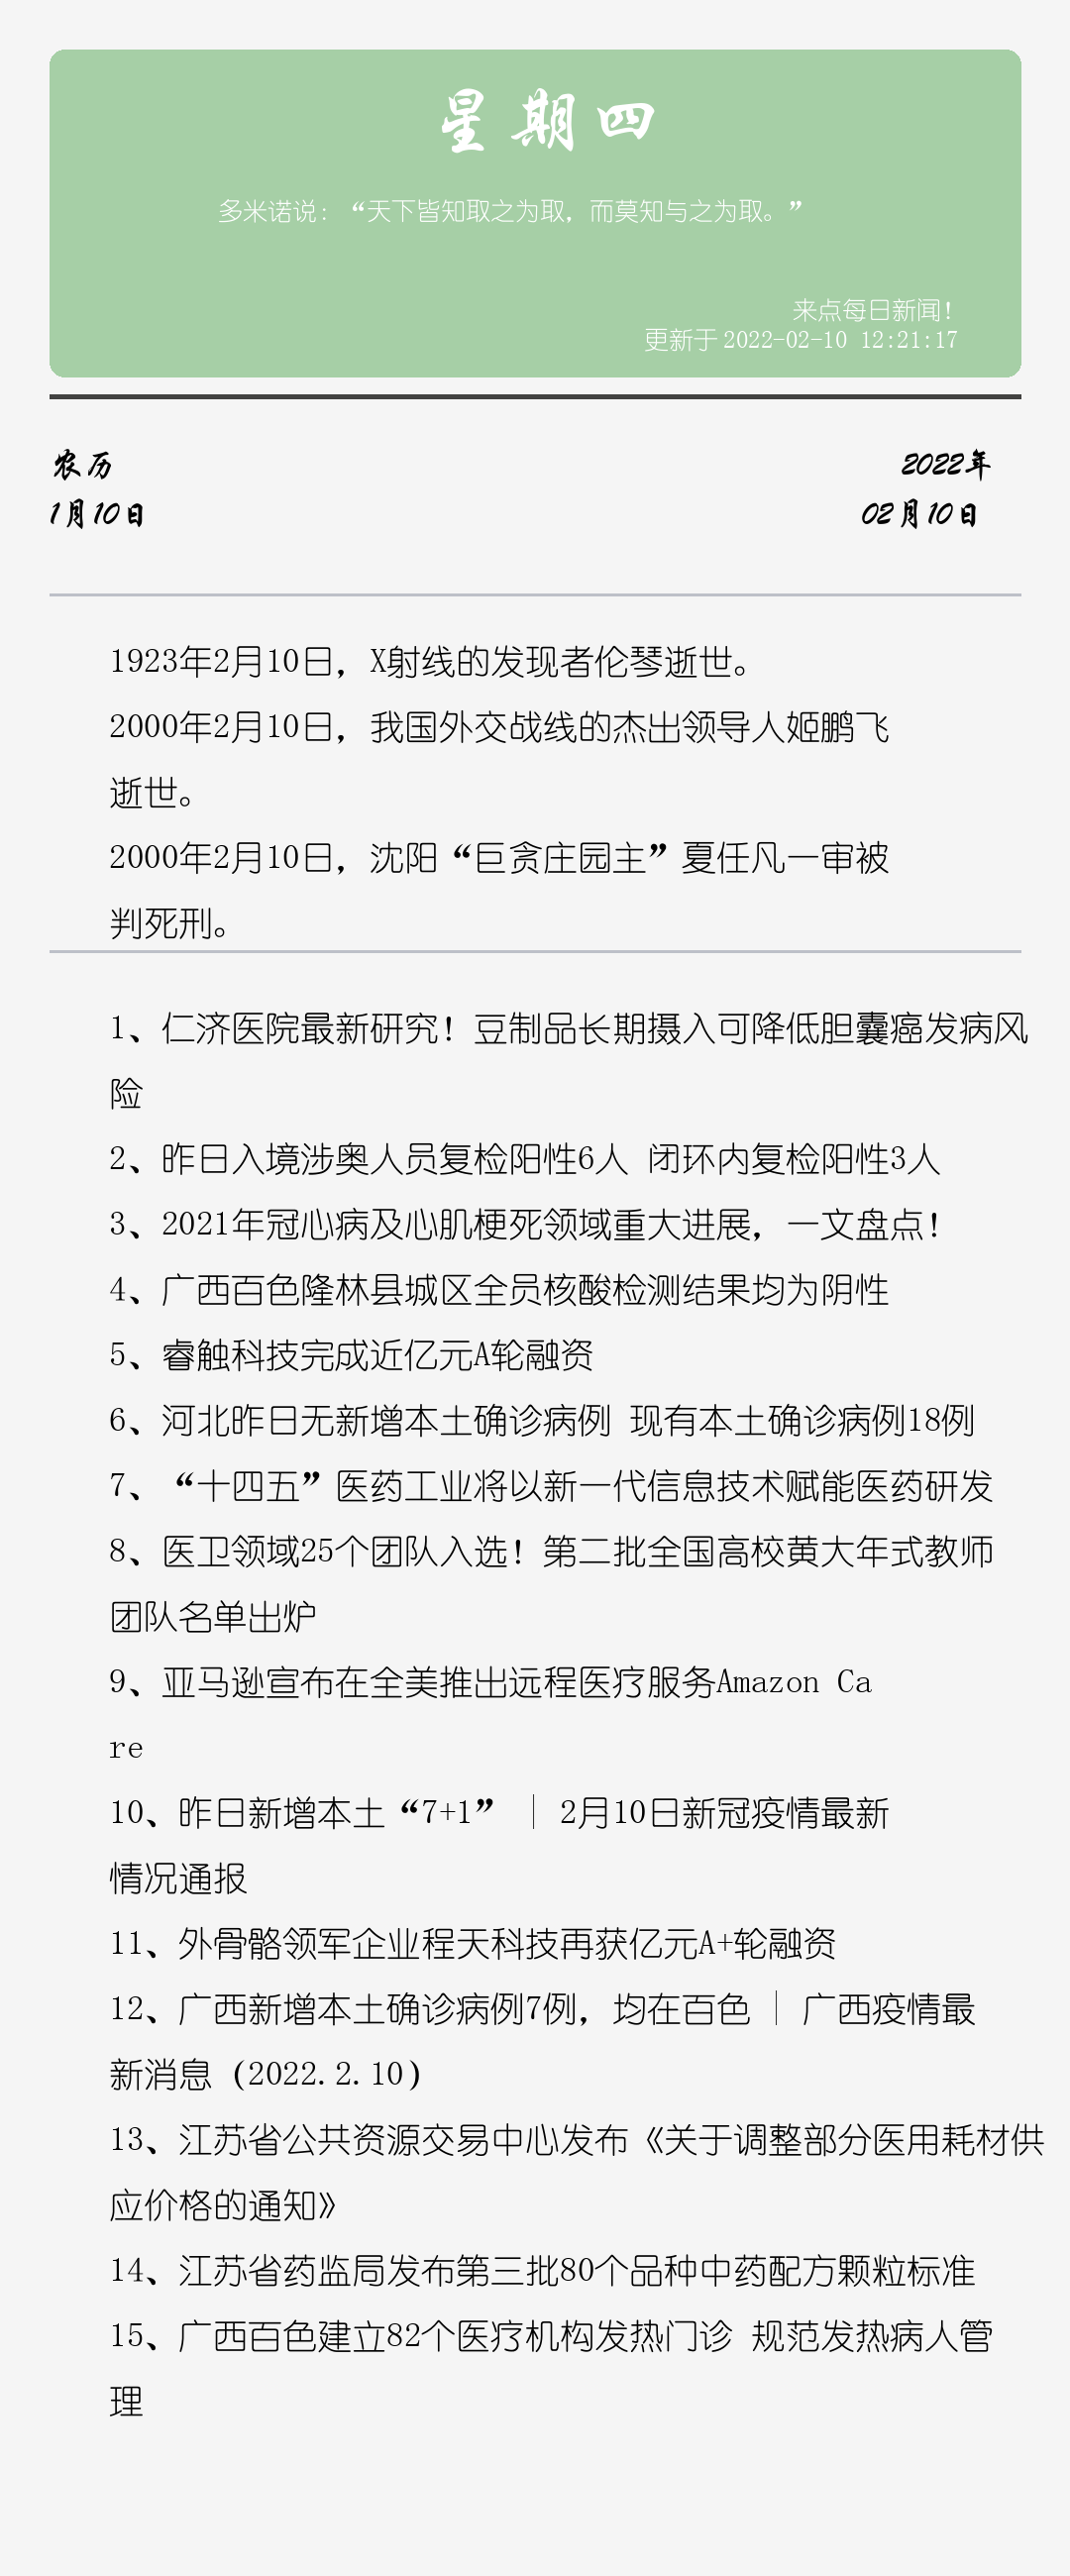 星期四
多米诺说：“天下皆知取之为取，而莫知与之为取。”
来点每日新闻！
更新于 2022-02-10 12:21:17
农历
2022年
1月10日
02月10日
1923年2月10日，X射线的发现者伦琴逝世。
2000年2月10日，我国外交战线的杰出领导人姬鹏飞
逝世。
2000年2月10日，沈阳“巨贪庄园主”夏任凡一审被
判死刑。
1、仁济医院最新研究！豆制品长期摄入可降低胆囊癌发病风
险
2、昨日入境涉奥人员复检阳性6人 闭环内复检阳性3人
3、2021年冠心病及心肌梗死领域重大进展，一文盘点！
4、广西百色隆林县城区全员核酸检测结果均为阴性
5、睿触科技完成近亿元A轮融资
6、河北昨日无新增本土确诊病例 现有本土确诊病例18例
7、“十四五”医药工业将以新一代信息技术赋能医药研发
8、医卫领域25个团队入选！第二批全国高校黄大年式教师
团队名单出炉
9、亚马逊宣布在全美推出远程医疗服务Amazon Ca
re
10、昨日新增本土“7+1” | 2月10日新冠疫情最新
情况通报
11、外骨骼领军企业程天科技再获亿元A+轮融资
12、广西新增本土确诊病例7例，均在百色 | 广西疫情最
新消息（2022.2.10）
13、江苏省公共资源交易中心发布《关于调整部分医用耗材供
应价格的通知》
14、江苏省药监局发布第三批80个品种中药配方颗粒标准
15、广西百色建立82个医疗机构发热门诊 规范发热病人管
理